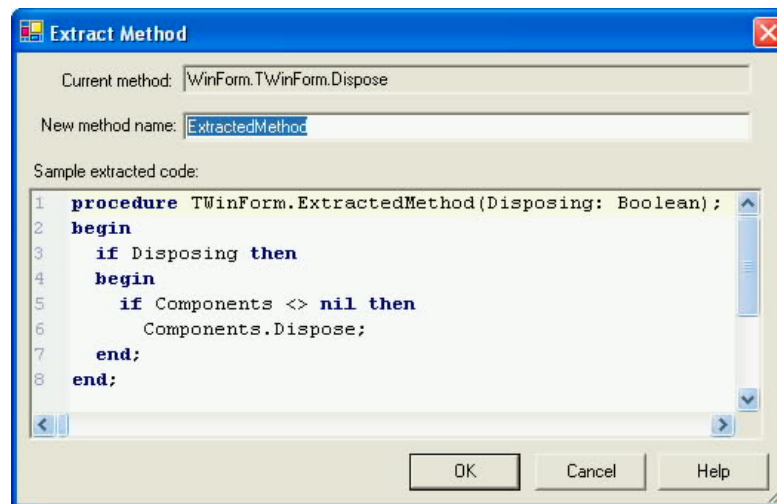 Extract Method
Current method: WinForm.TWinForm.Dispose
New method name: ExtractedMethod
Sample extracted code:
1 procedure TWinForm.ExtractedMethod(Disposing: Boolean);
2 begin
3 if Disposing then
4 begin
5 if Components <> nil then
6 Components.Dispose;
7 end;
8 end;
OK Cancel Help